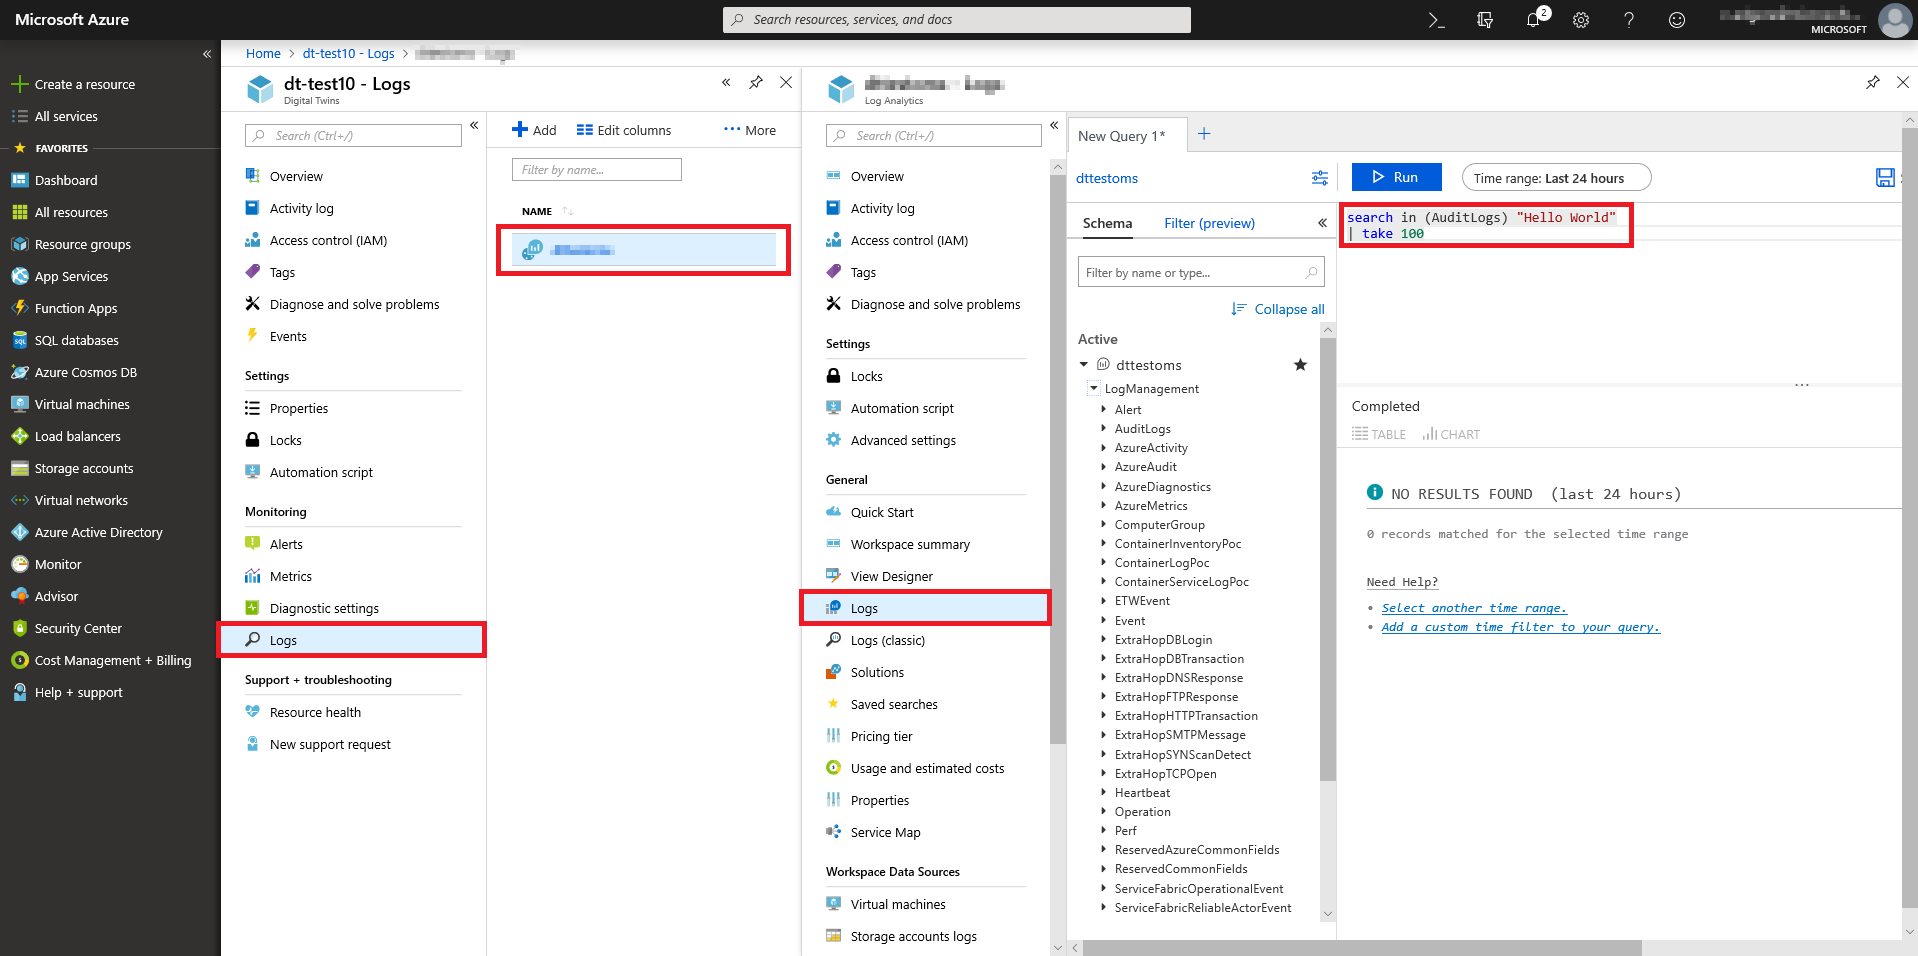 Microsoft Azure
Search resources, services, and docs
2
MICROSOFT
Home > dt-test10 - Logs >
Create a resource
All services
FAVORITES
Dashboard
All resources
Resource groups
App Services
Function Apps
SQL databases
Azure Cosmos DB
Virtual machines
Load balancers
Storage accounts
Virtual networks
Azure Active Directory
Monitor
Advisor
Security Center
Cost Management + Billing
Help + support
dt-test10 - Logs
Digital Twins
Search (Ctrl+/)
Overview
Activity log
Access control (IAM)
Tags
Diagnose and solve problems
Events
Settings
Properties
Locks
Automation script
Monitoring
Alerts
Metrics
Diagnostic settings
Logs
Support + troubleshooting
Resource health
New support request
Add
Edit columns
More
Filter by name...
NAME
- Logs
Log Analytics
Search (Ctrl+/)
Overview
Activity log
Access control (IAM)
Tags
Diagnose and solve problems
Settings
Locks
Automation script
Advanced settings
General
Quick Start
Workspace summary
View Designer
Logs
Logs (classic)
Solutions
Saved searches
Pricing tier
Usage and estimated costs
Properties
Service Map
Workspace Data Sources
Virtual machines
Storage accounts logs
New Query 1*
dttestoms
Run
Time range: Last 24 hours
Schema
Filter (preview)
Filter by name or type...
Collapse all
Active
dttestoms
LogManagement
Alert
AuditLogs
AzureActivity
AzureAudit
AzureDiagnostics
AzureMetrics
ComputerGroup
ContainerInventoryPoc
ContainerLogPoc
ContainerServiceLogPoc
ETWEvent
Event
ExtraHopDBLogin
ExtraHopDBTransaction
ExtraHopDNSResponse
ExtraHopFTPResponse
ExtraHopHTTPTransaction
ExtraHopSMTPMessage
ExtraHopSYNScanDetect
ExtraHopTCPOpen
Heartbeat
Operation
Perf
ReservedAzureCommonFields
ReservedCommonFields
ServiceFabricOperationalEvent
ServiceFabricReliableActorEvent
search in (AuditLogs) "Hello World"
| take 100
Completed
TABLE
CHART
NO RESULTS FOUND (last 24 hours)
0 records matched for the selected time range
Need Help?
• Select another time range.
• Add a custom time filter to your query.